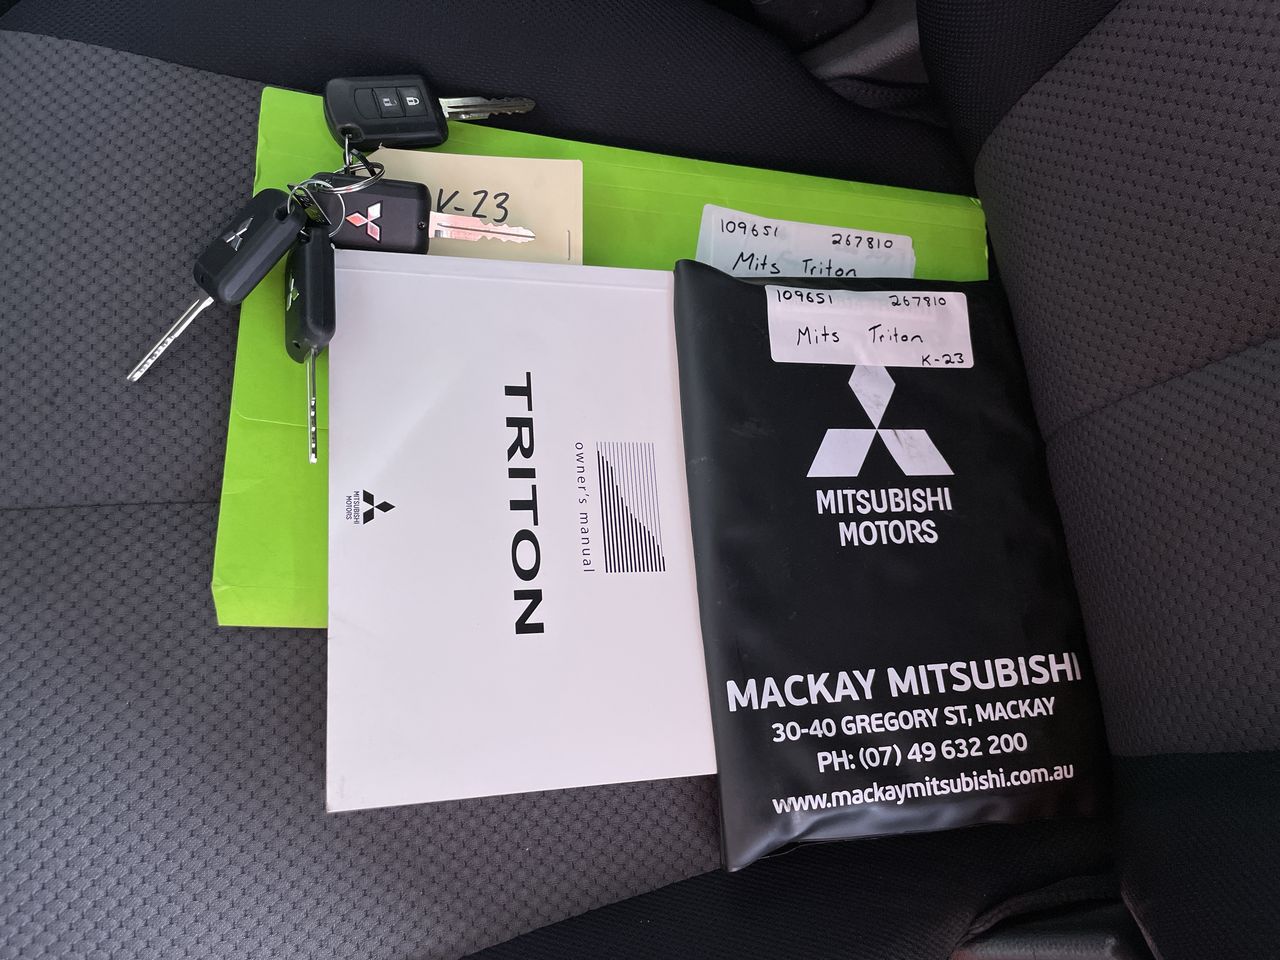 K-23
109651 267810
Mits Triton
109651 267810
Mits Triton
K-23
MITSUBISHI
MOTORS
MACKAY MITSUBISHI
30-40 GREGORY ST, MACKAY
PH: (07) 49 632 200
www.mackaymitsubishi.com.au
owner's manual
TRITON
MITSUBISHI
MOTORS